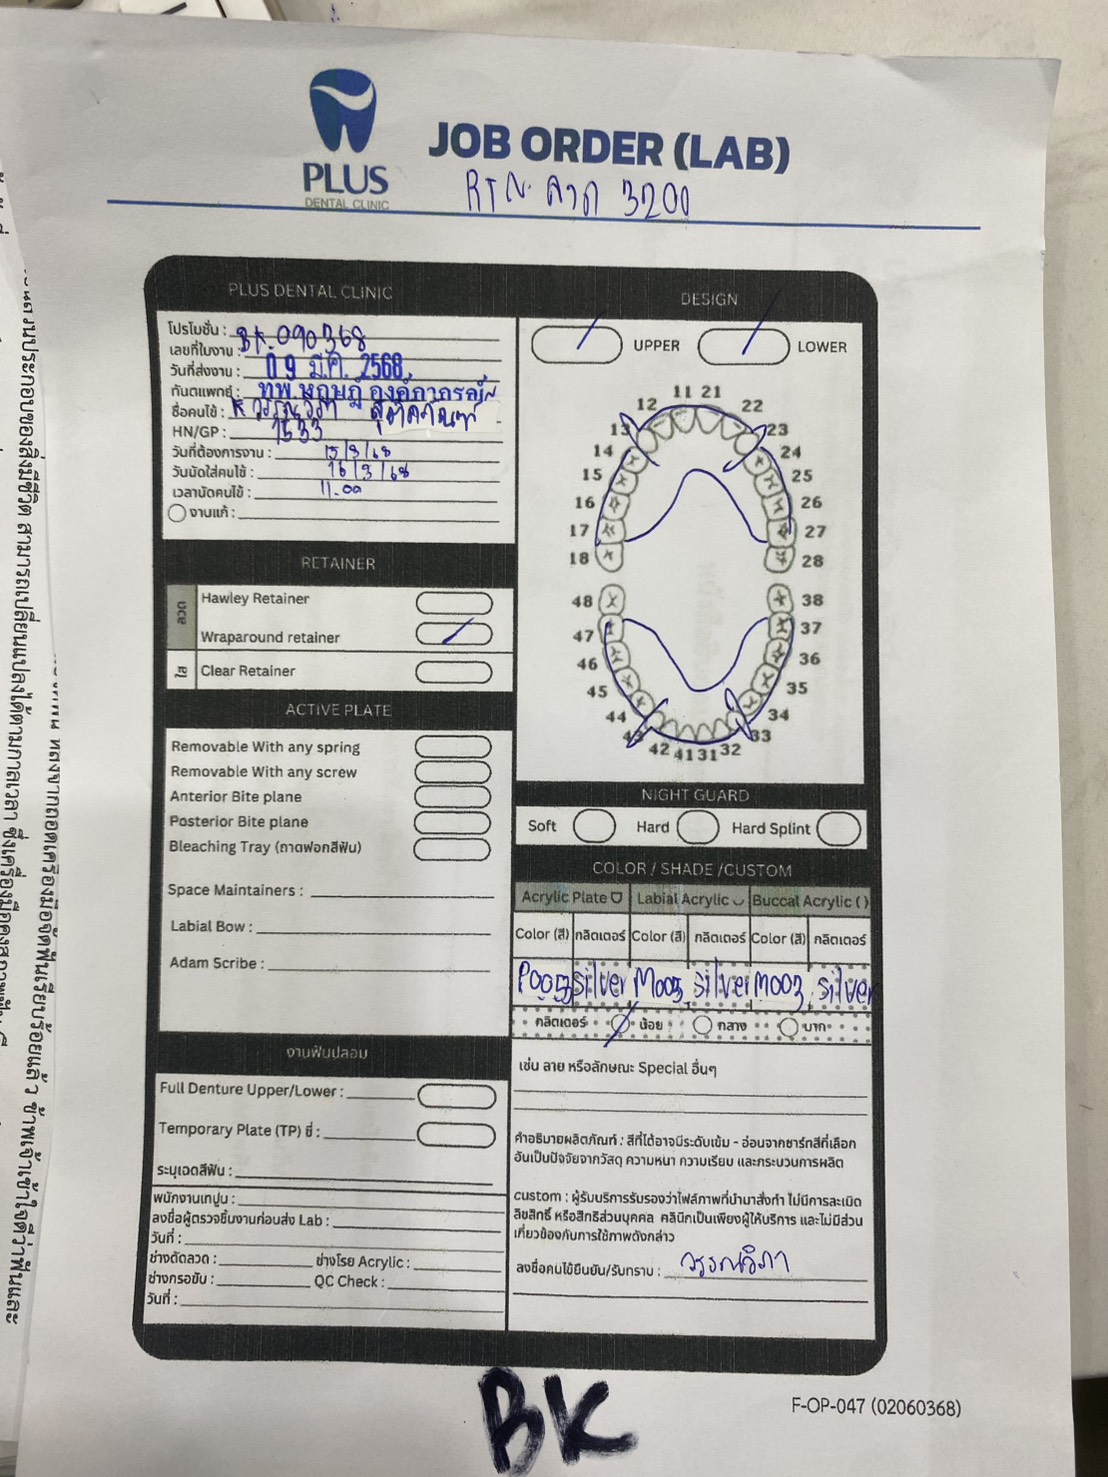 PLUS
DENTAL CLINIC
JOB ORDER (LAB)
RTN ลวด 3200
PLUS DENTAL CLINIC
โปรโมชั่น :
เลขที่ใบงาน : BK.090368
วันที่ส่งงาน : 09 มี.ค. 2568
ทันตแพทย์ : ทพ.
ชื่อคนไข้ :
HN/GP : 1533
วันที่ต้องการงาน : 15/3/68
วันนัดใส่คนไข้ : 16/3/68
เวลานัดคนไข้ : 11.00
งานแก้ :
DESIGN
UPPER
LOWER
11 21
12 22
13 23
14 24
15 25
16 26
17 27
18 28
48 38
47 37
46 36
45 35
44 34
43 33
42 41 31 32
RETAINER
ลวด
Hawley Retainer
Wraparound retainer
ใส
Clear Retainer
ACTIVE PLATE
Removable With any spring
Removable With any screw
Anterior Bite plane
Posterior Bite plane
Bleaching Tray (ถาดฟอกสีฟัน)
Space Maintainers :
Labial Bow :
Adam Scribe :
NIGHT GUARD
Soft Hard Hard Splint
COLOR / SHADE /CUSTOM
Acrylic Plate Labial Acrylic Buccal Acrylic ( )
Color (สี) กลิตเตอร์ Color (สี) กลิตเตอร์ Color (สี) กลิตเตอร์
P005 Silver M005 Silver M003 Silver
กลิตเตอร์ น้อย กลาง มาก
เช่น ลาย หรือลักษณะ Special อื่นๆ
คำอธิบายผลิตภัณฑ์ : สีที่ได้อาจมีระดับเข้ม - อ่อนจากชาร์ทสีที่เลือก
อันเป็นปัจจัยจากวัสดุ ความหนา ความเรียบ และกระบวนการผลิต
custom : ผู้รับบริการรับรองว่าไฟล์ภาพที่นำมาสั่งทำ ไม่มีการละเมิด
ลิขสิทธิ์ หรือสิทธิส่วนบุคคล คลินิกเป็นเพียงผู้ให้บริการ และไม่มีส่วน
เกี่ยวข้องกับการใช้ภาพดังกล่าว
ลงชื่อคนไข้ยืนยัน/รับทราบ : วรรณวิภา
งานฟันปลอม
Full Denture Upper/Lower :
Temporary Plate (TP) ซี่ :
ระบุเฉดสีฟัน :
พนักงานเทปูน :
ลงชื่อผู้ตรวจชิ้นงานก่อนส่ง Lab :
วันที่ :
ช่างดัดลวด : ช่างโรย Acrylic :
ช่างกรอขัด : QC Check :
วันที่ :
BK
F-OP-047 (02060368)